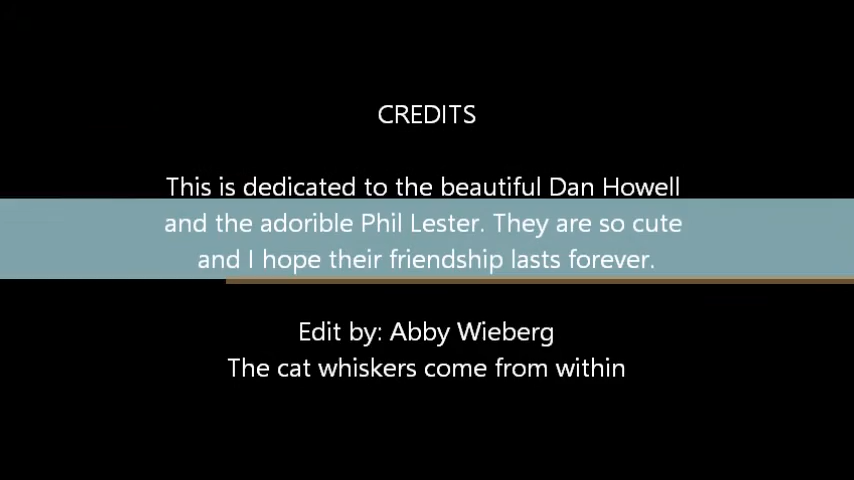 CREDITS
This is dedicated to the beautiful Dan Howell
and the adorible Phil Lester. They are so cute
and I hope their friendship lasts forever.
Edit by: Abby Wieberg
The cat whiskers come from within